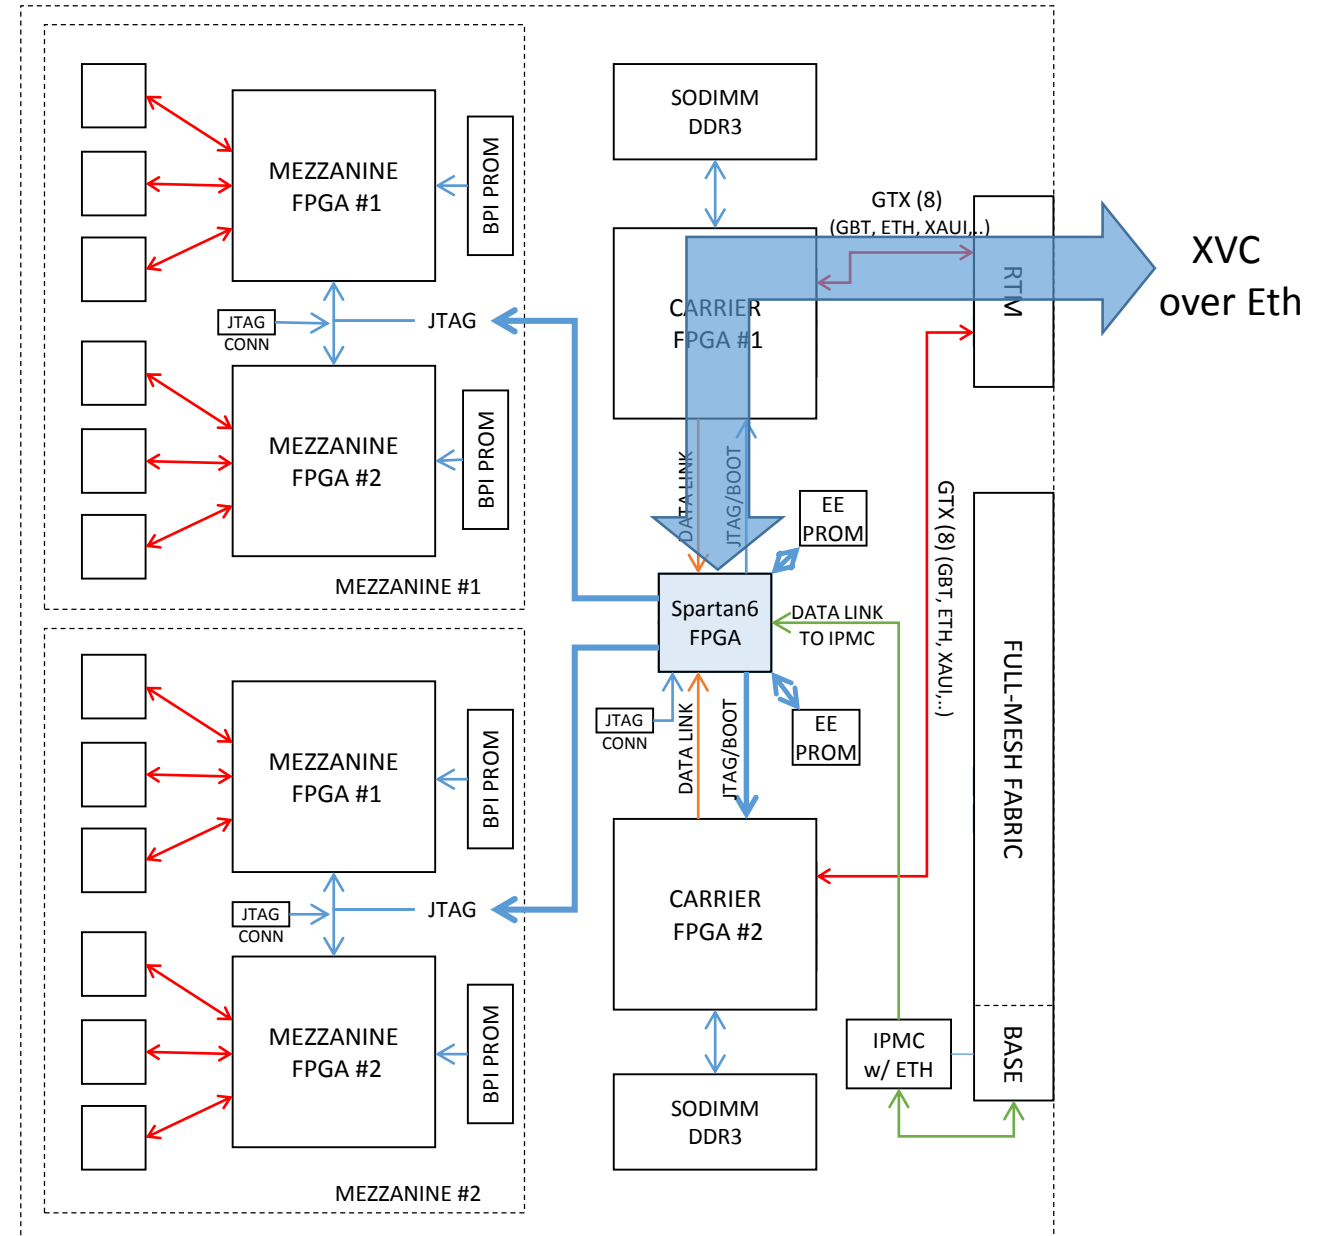 MEZZANINE
FPGA #1
BPI PROM
JTAG
CONN
JTAG
MEZZANINE
FPGA #2
BPI PROM
MEZZANINE #1
MEZZANINE
FPGA #1
BPI PROM
JTAG
CONN
JTAG
MEZZANINE
FPGA #2
BPI PROM
MEZZANINE #2
SODIMM
DDR3
GTX (8)
(GBT, ETH, XAUI,..)
CARRIER
FPGA #1
RTM
XVC
over Eth
DATA LINK
JTAG/BOOT
EE
PROM
Spartan6
FPGA
DATA LINK
TO IPMC
GTX (8) (GBT, ETH, XAUI,..)
JTAG
CONN
DATA LINK
JTAG/BOOT
EE
PROM
CARRIER
FPGA #2
FULL-MESH FABRIC
BASE
IPMC
w/ ETH
SODIMM
DDR3